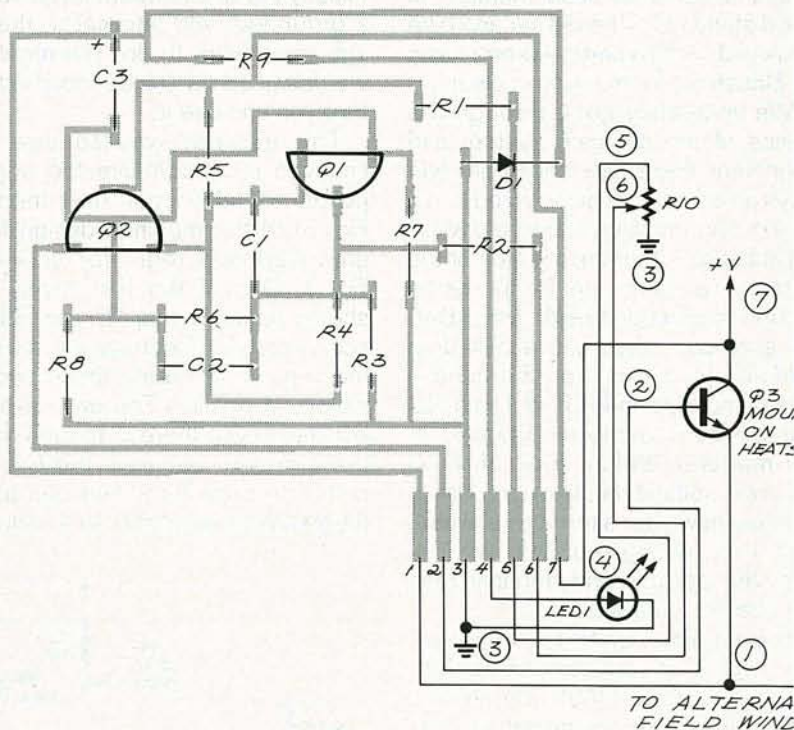 +
C3
R9
R1
5
D1
R5
Q1
6
R10
Q2
C1
R7
R2
3
+V
7
R6
R4
R3
R8
C2
2
Q3
MOU
ON
HEATS
1 2 3 4 5 6 7
4
LED1
3
1
TO ALTERNA
FIELD WIND